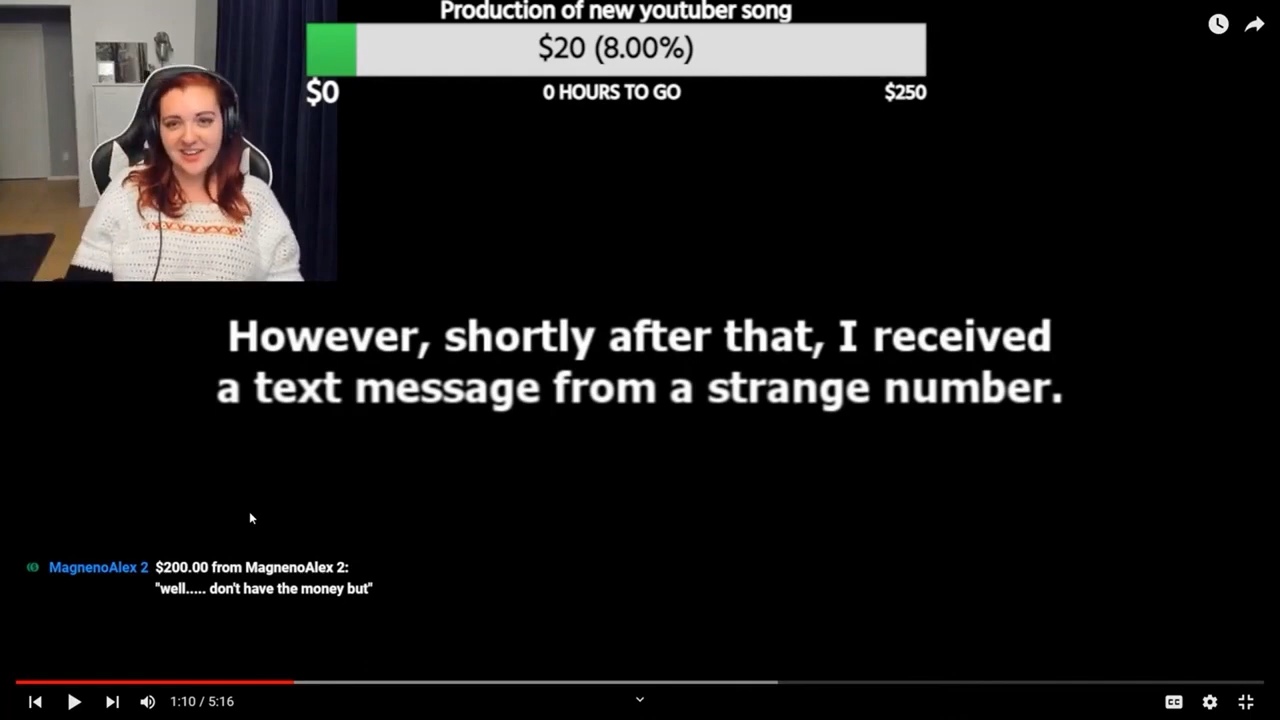 Production of new youtuber song
$20 (8.00%)
$0
0 HOURS TO GO
$250
However, shortly after that, I received
a text message from a strange number.
MagnenoAlex 2 $200.00 from MagnenoAlex 2:
"well..... don't have the money but"
1:10 / 5:16
CC